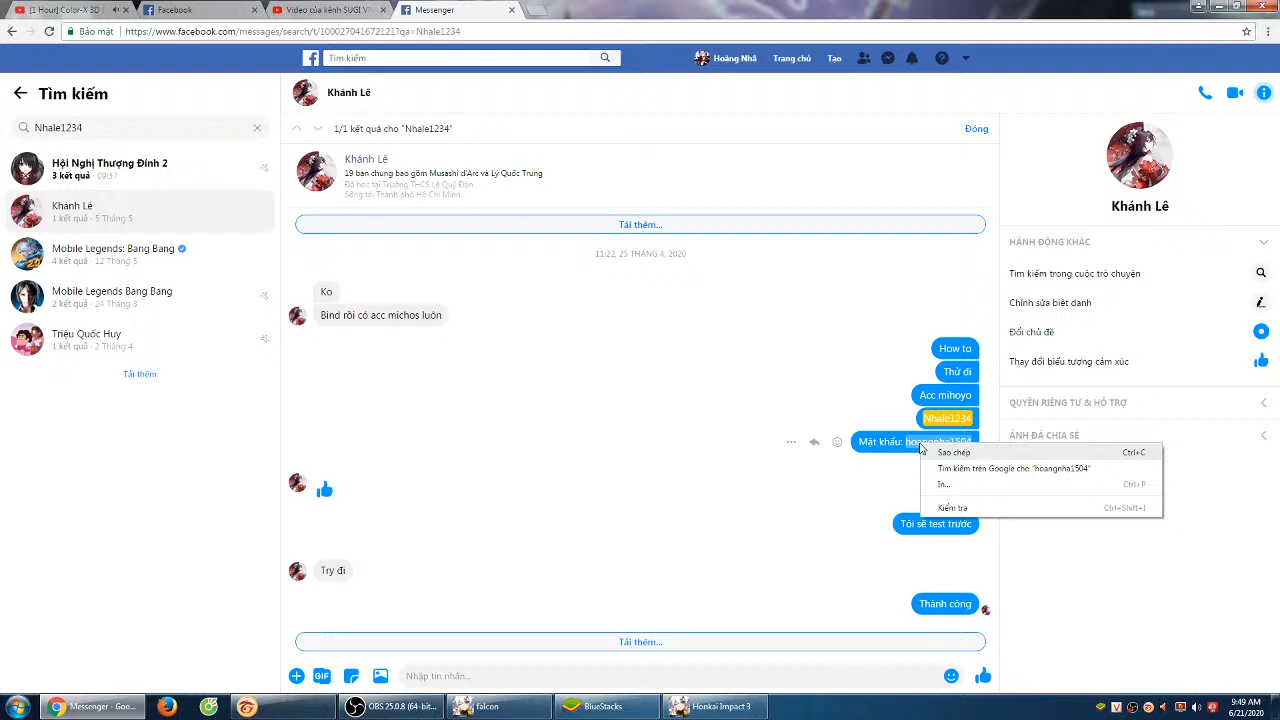 [1 Hour] Color-X 3D
Facebook
Video của kênh SUGI V
Messenger
Bảo mật
https://www.facebook.com/messages/search/t/100027041672121?qa=Nhale1234
Tìm kiếm
Hoàng Nhã
Trang chủ
Tạo
Tìm kiếm
Nhale1234
Hội Nghị Thượng Đỉnh 2
3 kết quả · 09:37
Khánh Lê
1 kết quả · 5 Tháng 5
Mobile Legends: Bang Bang
4 kết quả · 12 Tháng 5
Mobile Legends Bang Bang
2 kết quả · 24 Tháng 3
Triệu Quốc Huy
1 kết quả · 2 Tháng 4
Tải thêm
Khánh Lê
1/1 kết quả cho "Nhale1234"
Đóng
Khánh Lê
19 bạn chung bao gồm Musashi d'Arc và Lý Quốc Trung
Đã học tại Trường THCS Lê Quý Đôn
Sống tại Thành phố Hồ Chí Minh
Tải thêm...
11:22, 25 THÁNG 4, 2020
Ko
Bind rồi có acc michos luôn
How to
Thử đi
Acc mihoyo
Nhale1234
Mật khẩu: hoangnha1504
Sao chép Ctrl+C
Tìm kiếm trên Google cho "hoangnha1504"
In... Ctrl+P
Kiểm tra Ctrl+Shift+I
Tôi sẽ test trước
Try đi
Thành công
Tải thêm...
GIF
Nhập tin nhắn...
Khánh Lê
HÀNH ĐỘNG KHÁC
Tìm kiếm trong cuộc trò chuyện
Chỉnh sửa biệt danh
Đổi chủ đề
Thay đổi biểu tượng cảm xúc
QUYỀN RIÊNG TƯ & HỖ TRỢ
ẢNH ĐÃ CHIA SẺ
Messenger - Goo...
OBS 25.0.8 (64-bit...
falcon
BlueStacks
Honkai Impact 3
9:49 AM
6/21/2020